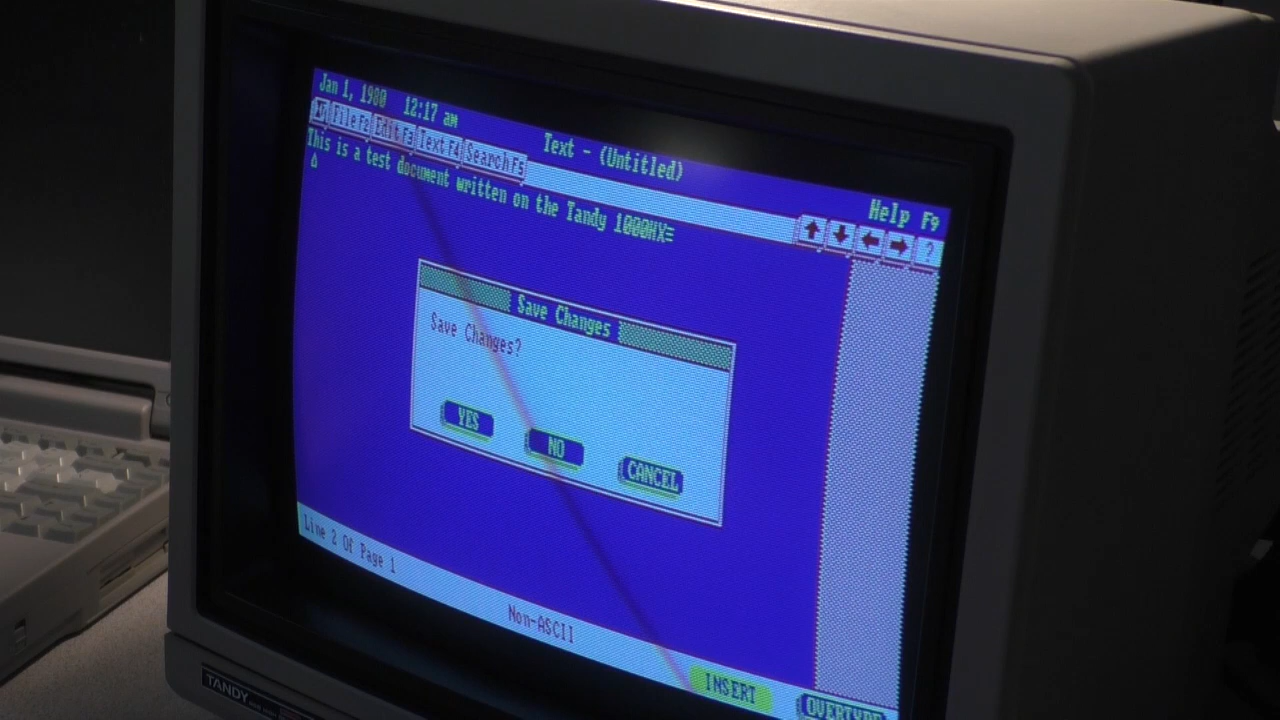 Jan 1, 1980 12:17 am
Text - (Untitled)
Help F9
File F2 Edit F3 Text F4 Search F5
?
This is a test document written on the Tandy 1000HX
Save Changes
Save Changes?
YES NO CANCEL
Line 2 Of Page 1
Non-ASCII
INSERT OVERTYPE
TANDY